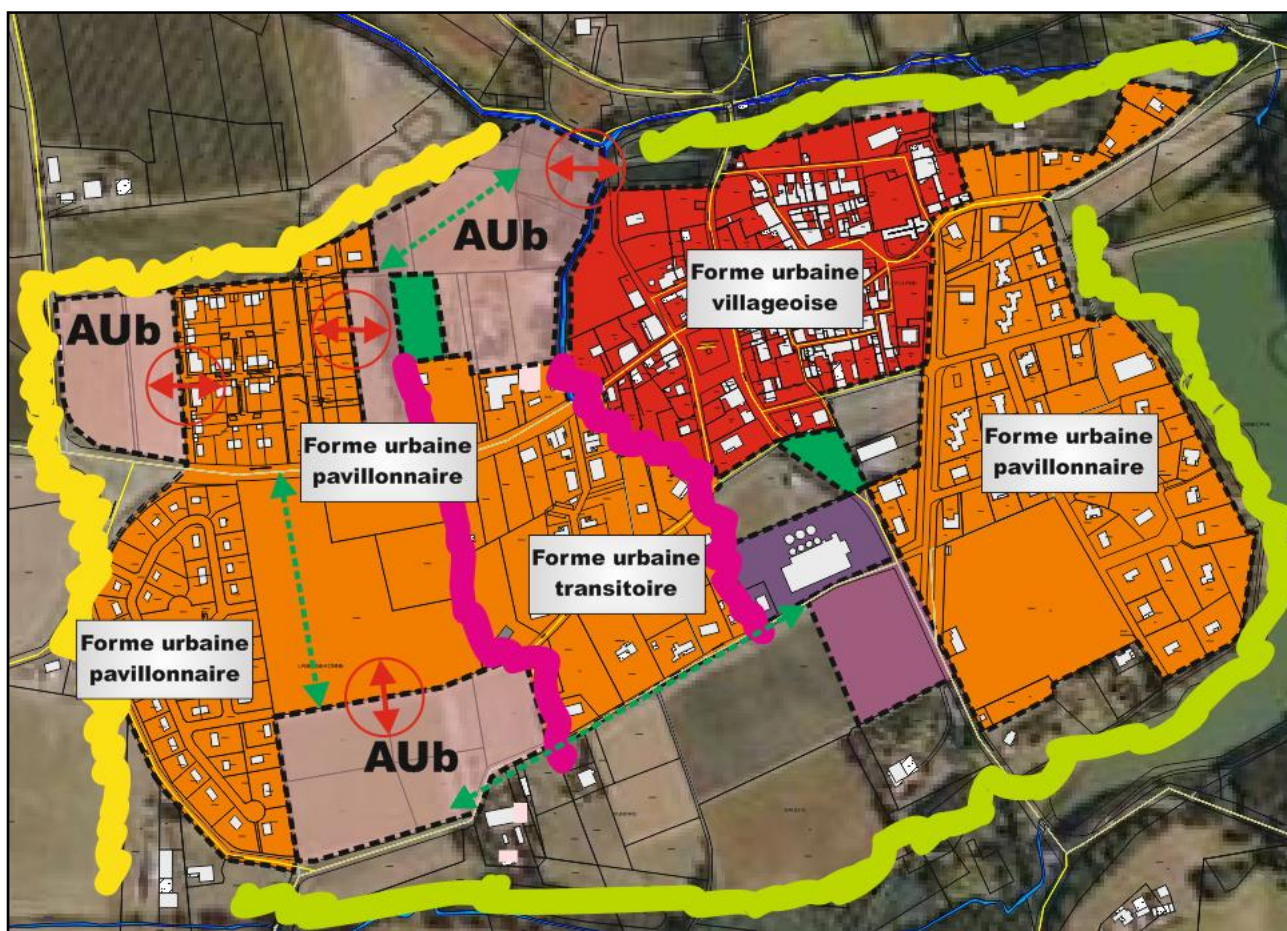 AUb
Forme urbaine
villageoise
AUb
Forme urbaine
pavillonnaire
Forme urbaine
pavillonnaire
Forme urbaine
transitoire
Forme urbaine
pavillonnaire
AUb